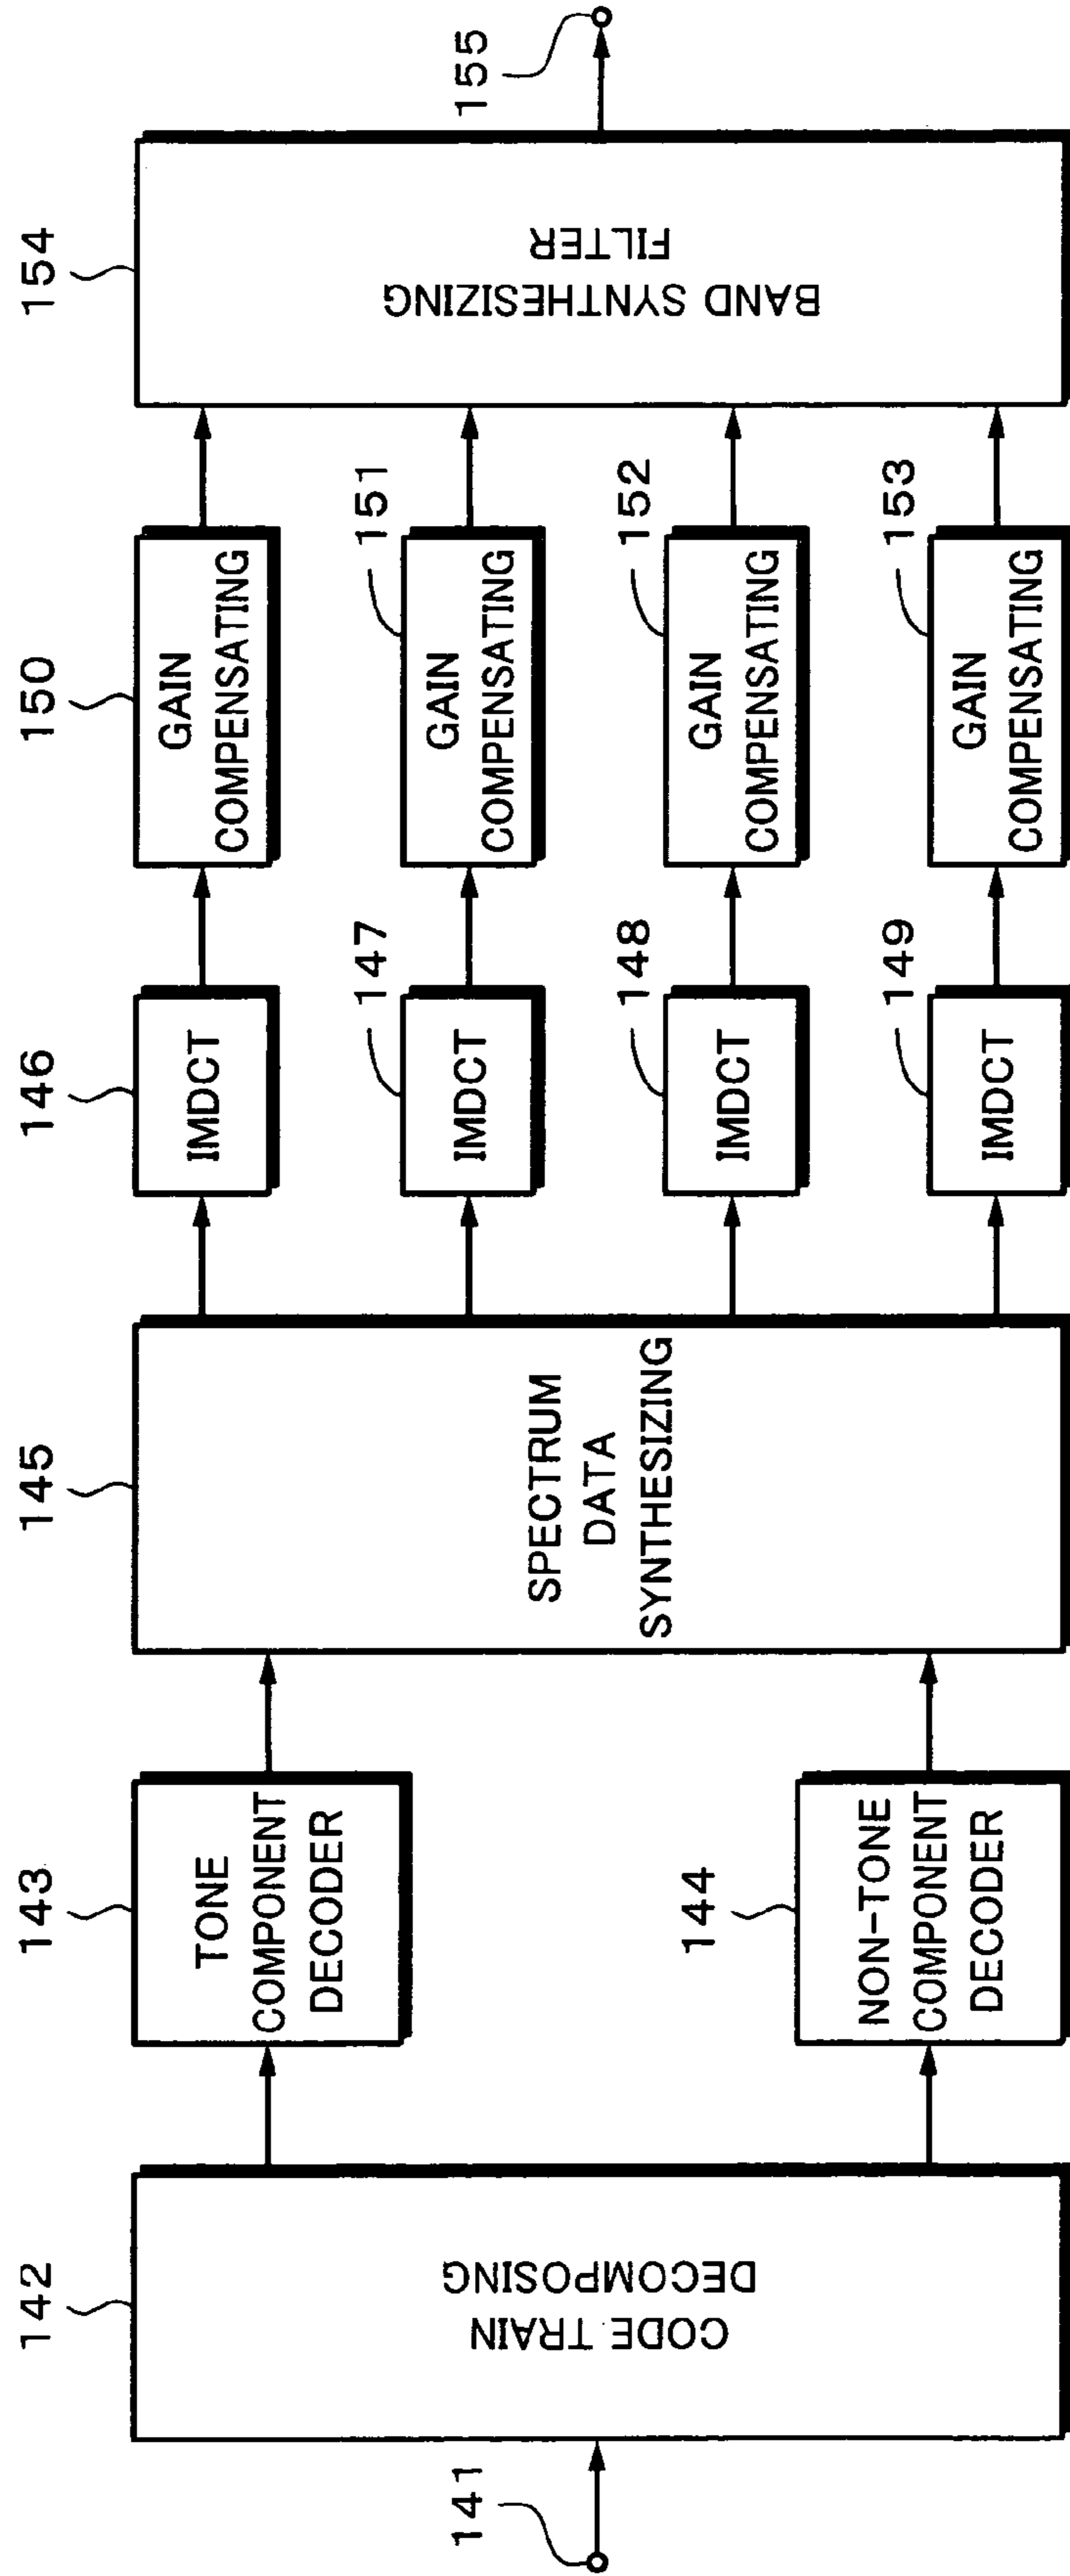 141
142
CODE TRAIN
DECOMPOSING
143
TONE
COMPONENT
DECODER
144
NON-TONE
COMPONENT
DECODER
145
SPECTRUM
DATA
SYNTHESIZING
146
IMDCT
147
IMDCT
148
IMDCT
149
IMDCT
150
GAIN
COMPENSATING
151
GAIN
COMPENSATING
152
GAIN
COMPENSATING
153
GAIN
COMPENSATING
154
BAND SYNTHESIZING
FILTER
155